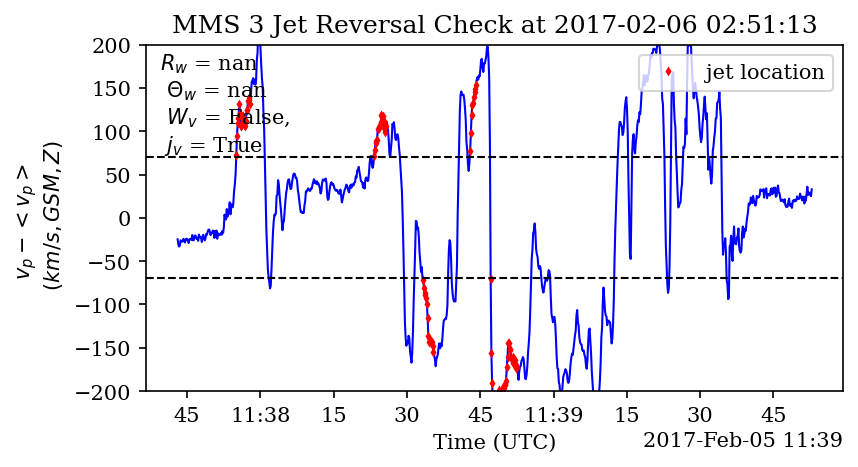 MMS 3 Jet Reversal Check at 2017-02-06 02:51:13
R_w = nan
Θ_w = nan
W_v = False,
j_v = True
jet location
v_p − <v_p>
(km/s, GSM, Z)
200
150
100
50
0
−50
−100
−150
−200
45 11:38 15 30 45 11:39 15 30 45
Time (UTC)
2017-Feb-05 11:39